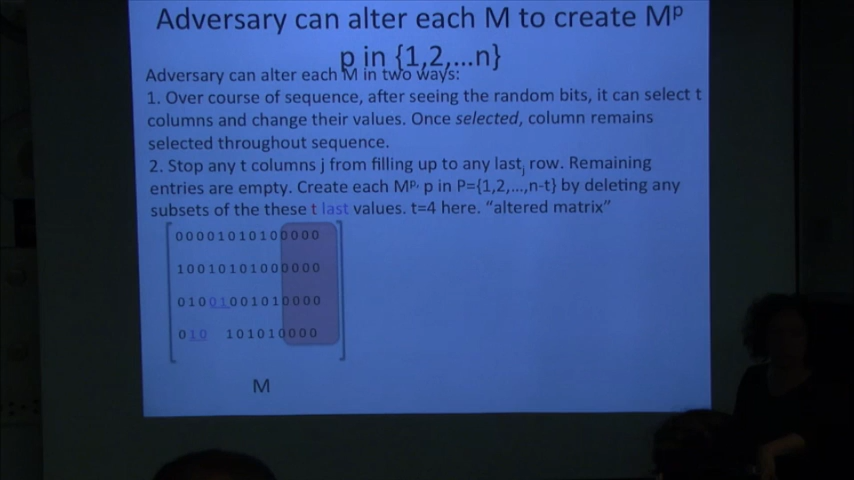 Adversary can alter each M to create Mᵖ
p in {1,2,...n}
Adversary can alter each M in two ways:
1. Over course of sequence, after seeing the random bits, it can select t
columns and change their values. Once selected, column remains
selected throughout sequence.
2. Stop any t columns j from filling up to any lastⱼ row. Remaining
entries are empty. Create each Mᵖ, p in P={1,2,...,n-t} by deleting any
subsets of the these t last values. t=4 here. “altered matrix”
00001010100000
10010101000000
01001001010000
010 1010100000
M